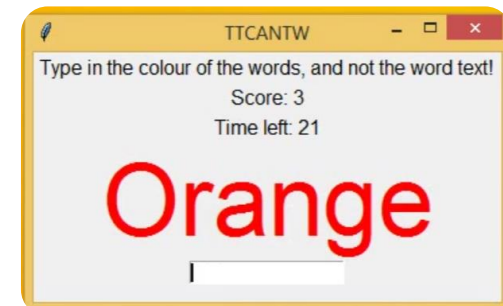 TTCANTW
Type in the colour of the words, and not the word text!
Score: 3
Time left: 21
Orange